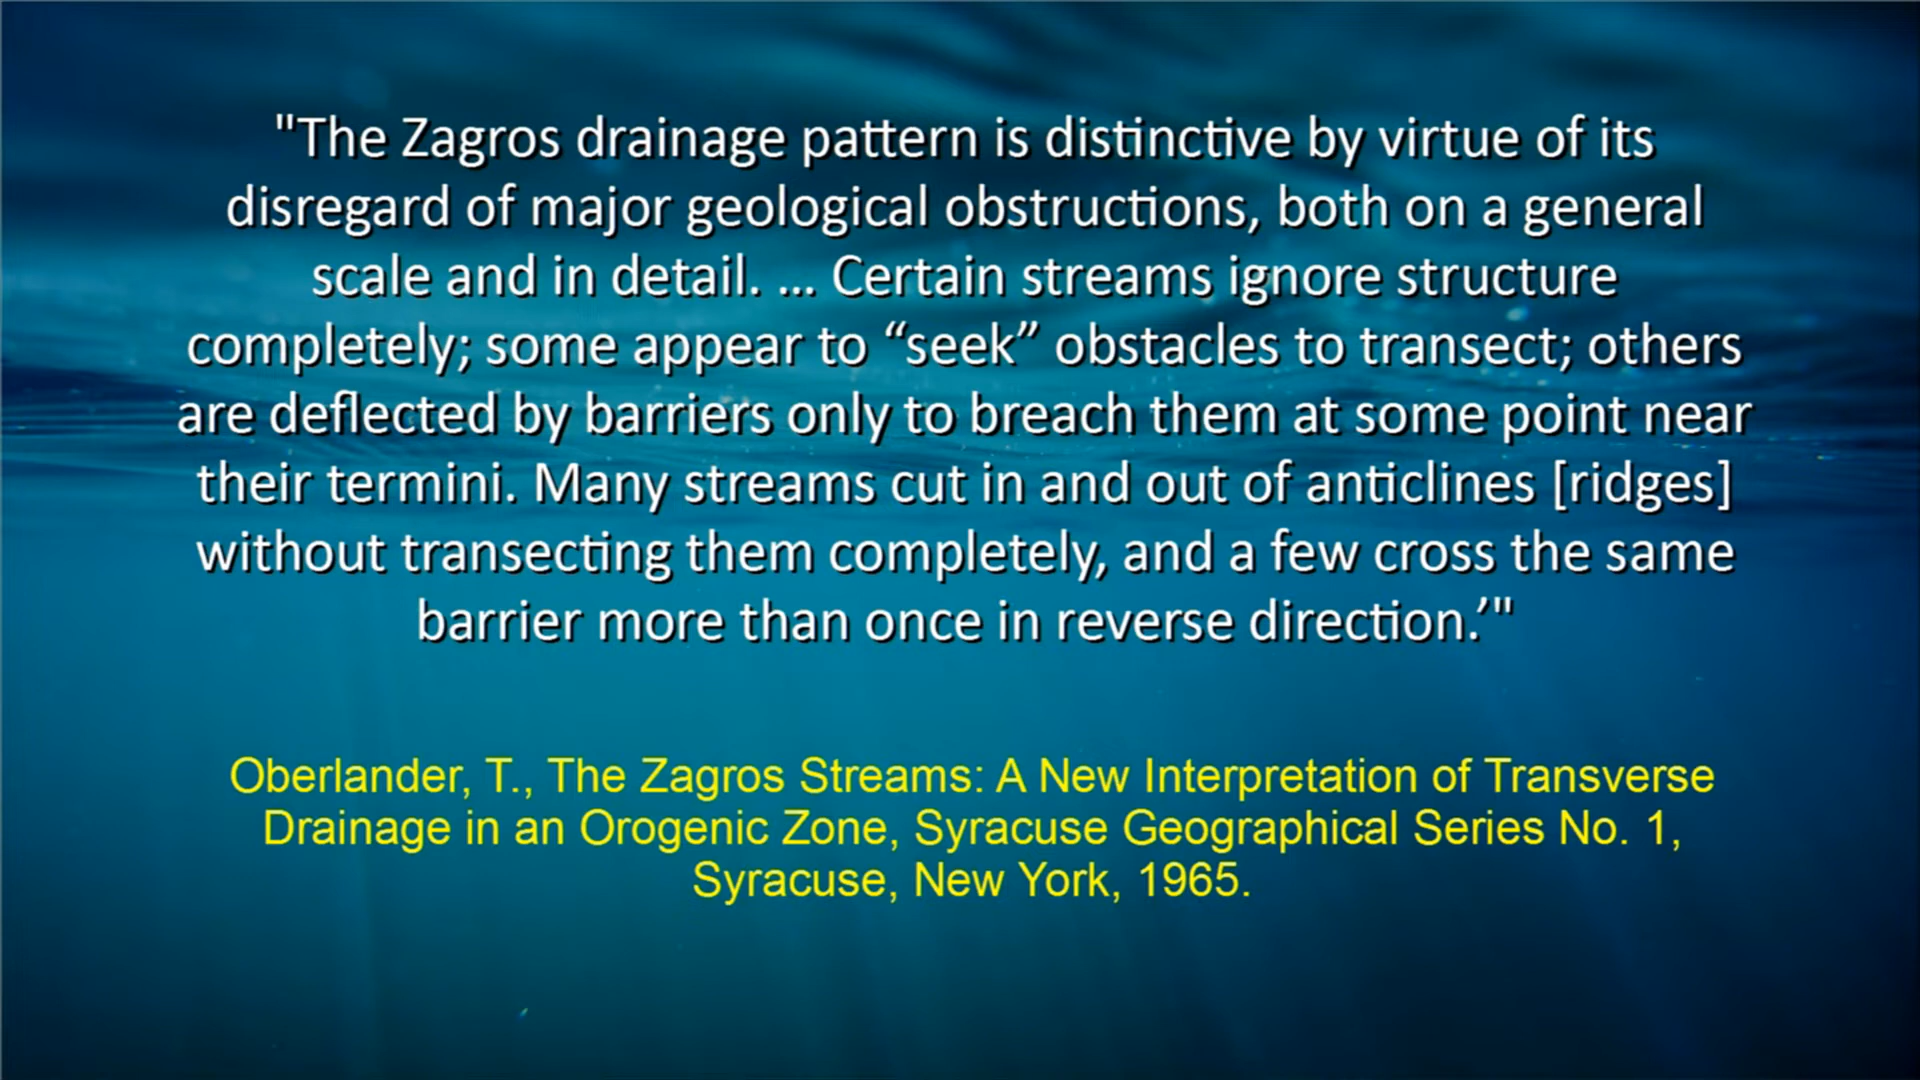 "The Zagros drainage pattern is distinctive by virtue of its
disregard of major geological obstructions, both on a general
scale and in detail. ... Certain streams ignore structure
completely; some appear to “seek” obstacles to transect; others
are deflected by barriers only to breach them at some point near
their termini. Many streams cut in and out of anticlines [ridges]
without transecting them completely, and a few cross the same
barrier more than once in reverse direction.’"
Oberlander, T., The Zagros Streams: A New Interpretation of Transverse
Drainage in an Orogenic Zone, Syracuse Geographical Series No. 1,
Syracuse, New York, 1965.